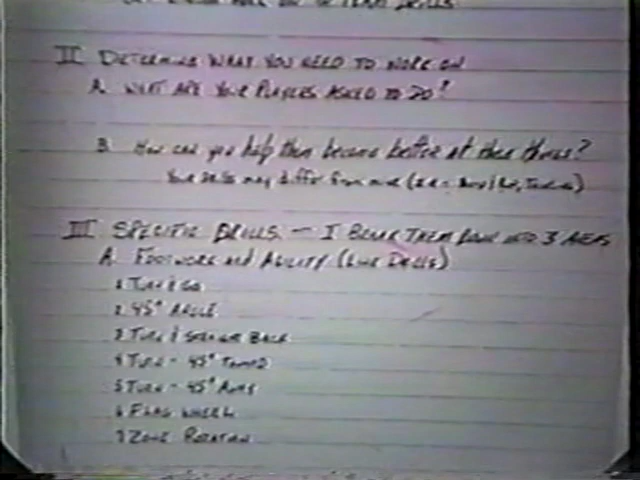 II DETERMINE WHAT YOU NEED TO WORK ON
A. WHAT ARE YOUR PLAYERS ASKED TO DO?
B. How can you help them become better at these things?
Your drills may differ from mine
III SPECIFIC DRILLS - I BREAK THEM DOWN INTO 3 AREAS
A. FOOTWORK AND AGILITY (LINE DRILLS)
1 TURN & GO
2. 45° ANGLE
3 TURN & STRAIGHT BACK
4 TURN - 45° TOWARD
5 TURN - 45° AWAY
6 FLAG WHEEL
7 ZONE ROTATION